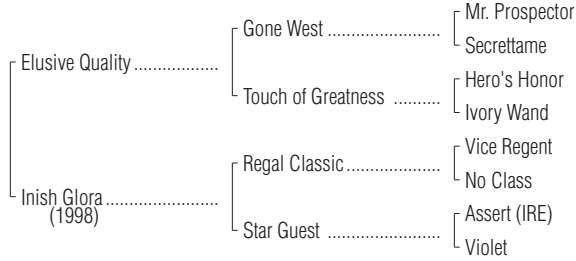 Mr. Prospector
Gone West ........................
Secrettame
Elusive Quality ..................
Hero's Honor
Touch of Greatness ..........
Ivory Wand
Vice Regent
Regal Classic ....................
No Class
Inish Glora ........................
(1998)
Assert (IRE)
Star Guest ........................
Violet